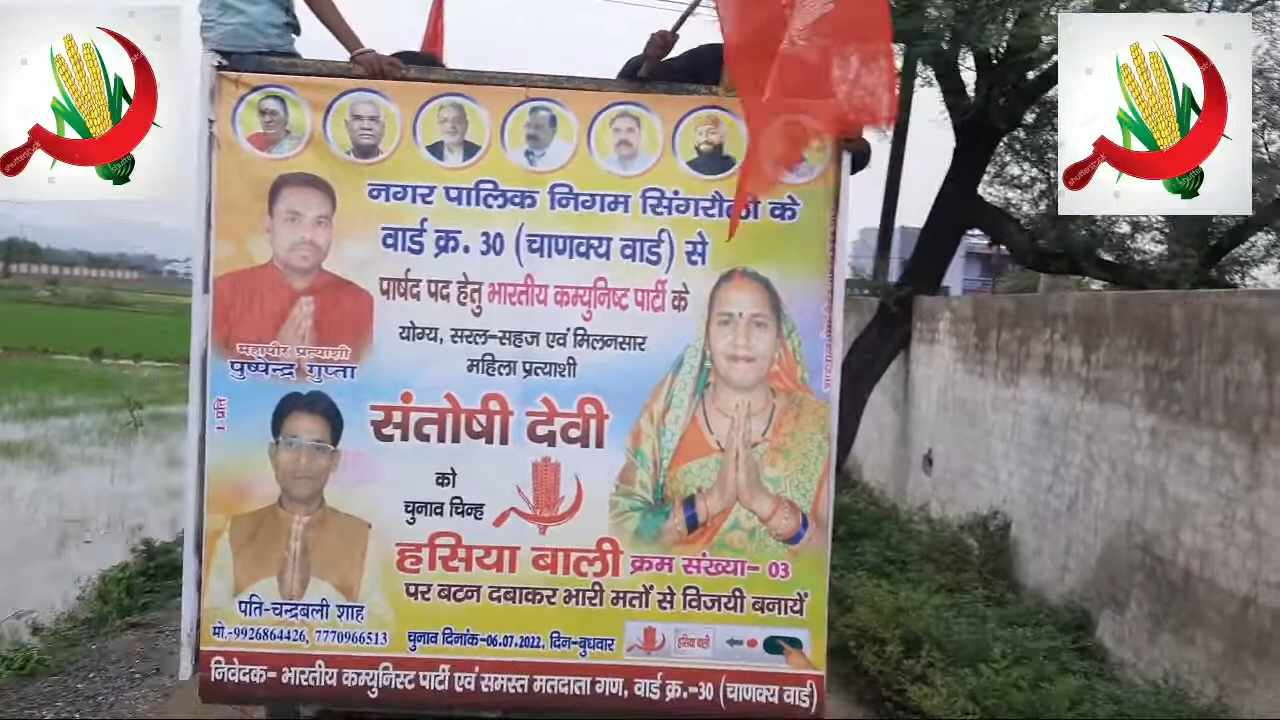 नगर पालिक निगम सिंगरौली के
वार्ड क्र. 30 (चाणक्य वार्ड) से
पार्षद पद हेतु भारतीय कम्युनिष्ट पार्टी के
योग्य, सरल-सहज एवं मिलनसार
महिला प्रत्याशी
संतोषी देवी
को
चुनाव चिन्ह
हसिया बाली क्रम संख्या- 03
पर बटन दबाकर भारी मतों से विजयी बनायें
महापौर प्रत्याशी
पुष्पेन्द्र गुप्ता
पति-चन्द्रबली शाह
मो.-9926864426, 7770966513
चुनाव दिनांक-06.07.2022, दिन-बुधवार
हसिया बाली
निवेदक- भारतीय कम्युनिस्ट पार्टी एवं समस्त मतदाता गण, वार्ड क्र.-30 (चाणक्य वार्ड)
shutterstock
shutterstock